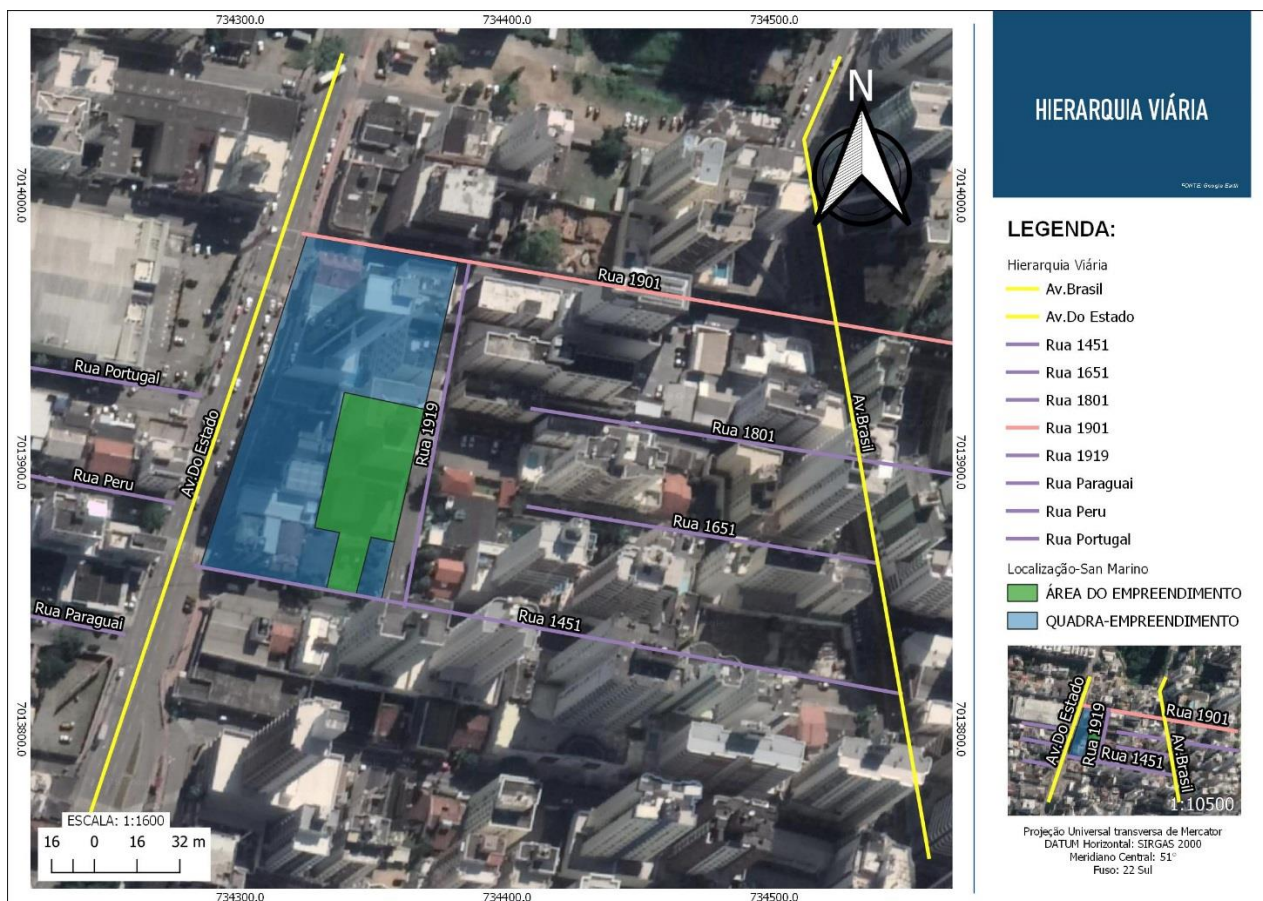 734300.0
734400.0
734500.0
7014000.0
7014000.0
7013900.0
7013900.0
7013800.0
7013800.0
734300.0
734400.0
734500.0
N
Rua 1901
Rua Portugal
Rua 1919
Av.Do Estado
Av.Brasil
Rua 1801
Rua Peru
Rua 1651
Rua Paraguai
Rua 1451
ESCALA: 1:1600
16 0 16 32 m
HIERARQUIA VIÁRIA
FONTE: Google Earth
LEGENDA:
Hierarquia Viária
Av.Brasil
Av.Do Estado
Rua 1451
Rua 1651
Rua 1801
Rua 1901
Rua 1919
Rua Paraguai
Rua Peru
Rua Portugal
Localização-San Marino
ÁREA DO EMPREENDIMENTO
QUADRA-EMPREENDIMENTO
Av.Do Estado
Rua 1901
Rua 1919
Rua 1451
Av.Brasil
1:10500
Projeção Universal transversa de Mercator
DATUM Horizontal: SIRGAS 2000
Meridiano Central: 51°
Fuso: 22 Sul